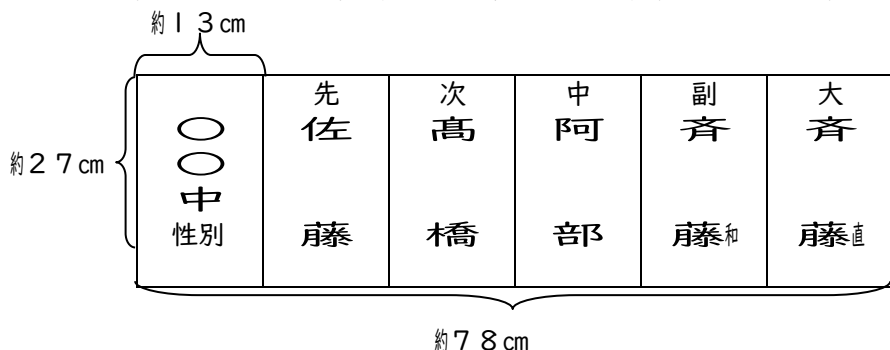 約13cm
約27cm
○○中
性別
先
佐藤
次
髙橋
中
阿部
副
斉藤和
大
斉藤直
約78cm